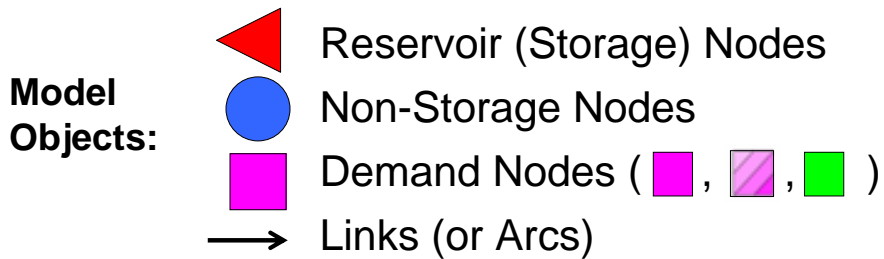 Model
Objects:
Reservoir (Storage) Nodes
Non-Storage Nodes
Demand Nodes ( , , )
Links (or Arcs)